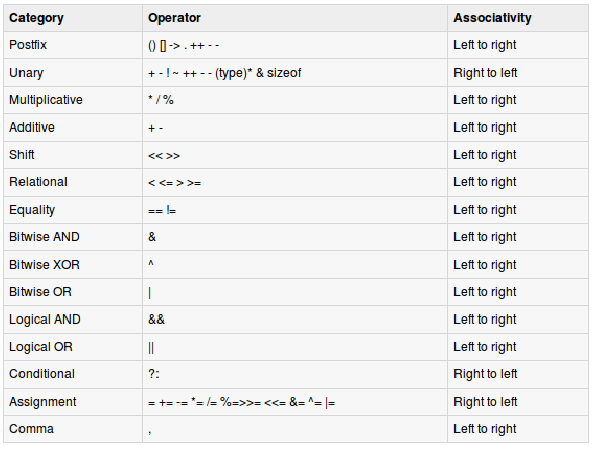 Category Operator Associativity
Postfix () [] -> . ++ - - Left to right
Unary + - ! ~ ++ - - (type)* & sizeof Right to left
Multiplicative * / % Left to right
Additive + - Left to right
Shift << >> Left to right
Relational < <= > >= Left to right
Equality == != Left to right
Bitwise AND & Left to right
Bitwise XOR ^ Left to right
Bitwise OR | Left to right
Logical AND && Left to right
Logical OR || Left to right
Conditional ?: Right to left
Assignment = += -= *= /= %=>>= <<= &= ^= |= Right to left
Comma , Left to right